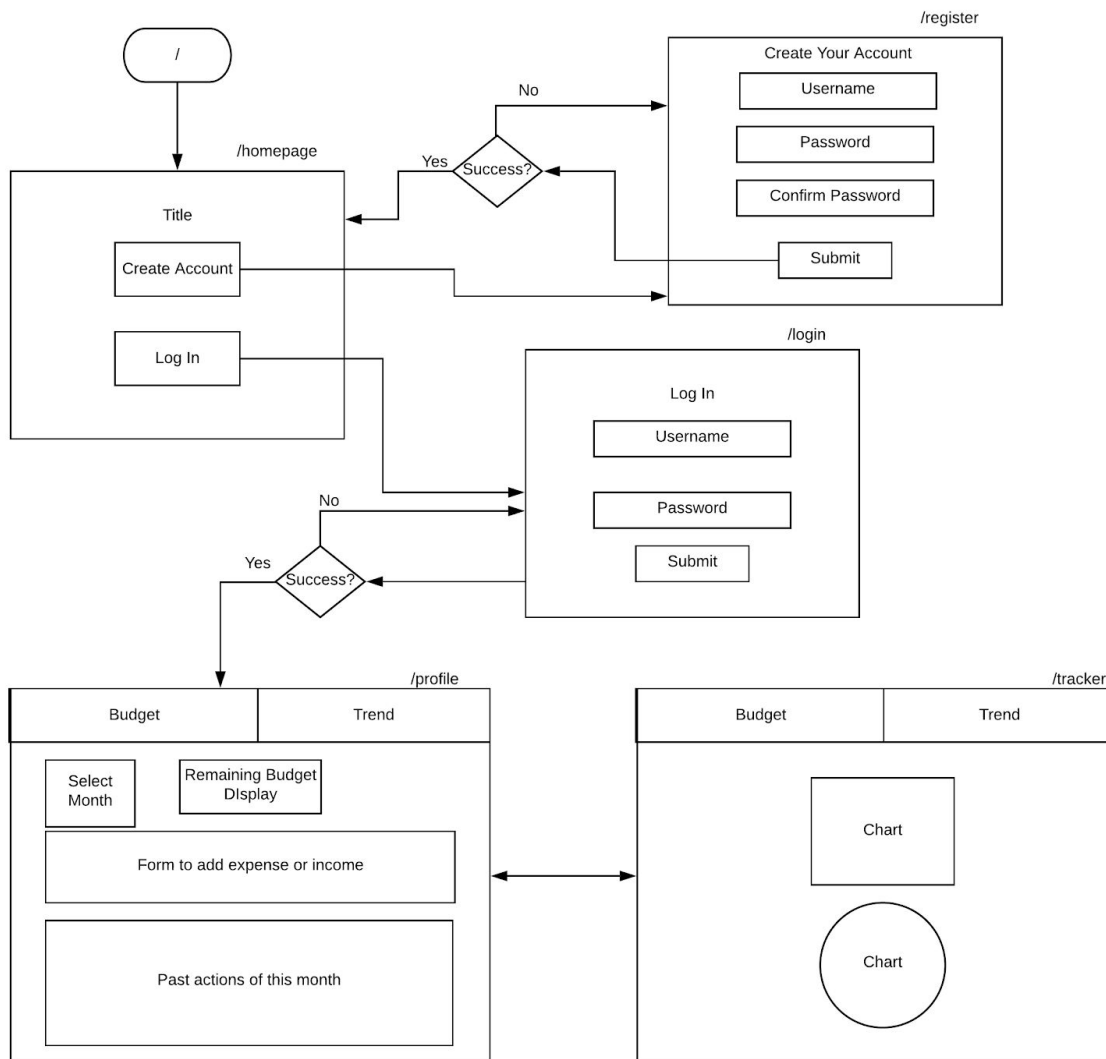 /
/homepage
Title
Create Account
Log In
No
Yes
Success?
/register
Create Your Account
Username
Password
Confirm Password
Submit
/login
Log In
Username
Password
Submit
No
Yes
Success?
/profile
Budget
Trend
Select
Month
Remaining Budget
DIsplay
Form to add expense or income
Past actions of this month
/tracker
Budget
Trend
Chart
Chart